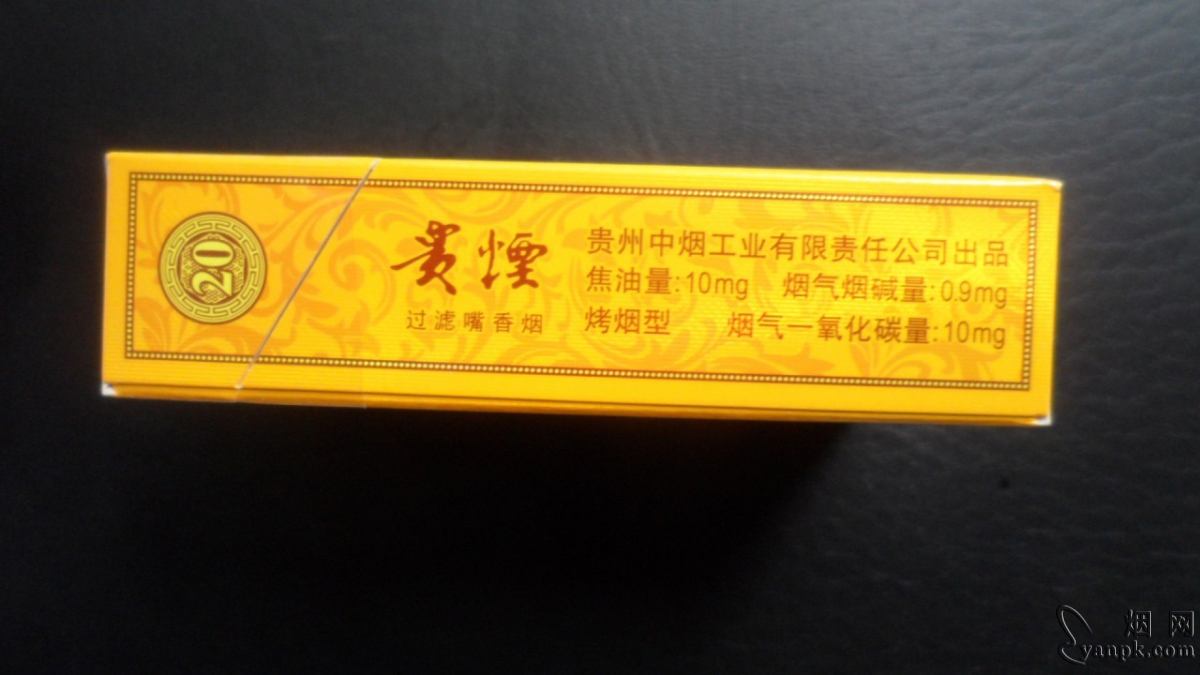 20
貴煙
过滤嘴香烟
贵州中烟工业有限责任公司出品
焦油量:10mg 烟气烟碱量:0.9mg
烤烟型 烟气一氧化碳量:10mg
烟网
yanpk.com